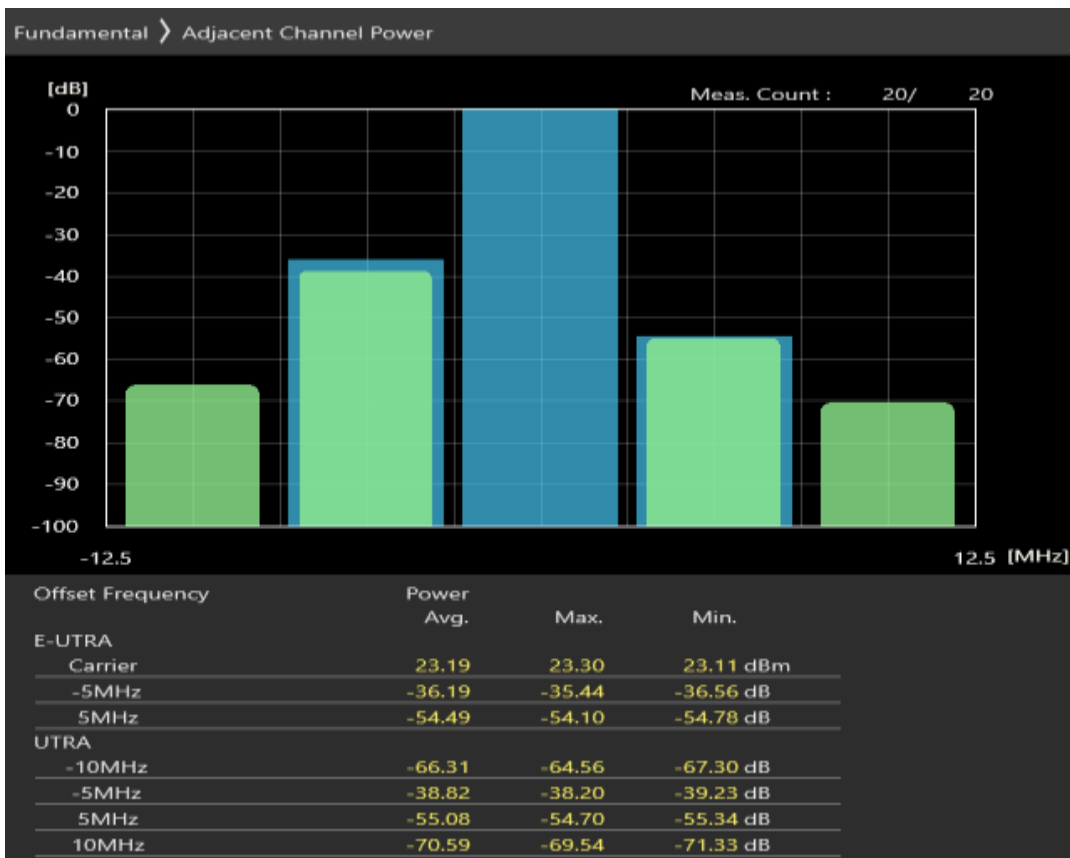 Fundamental 》 Adjacent Channel Power
[dB]
Meas. Count : 20/ 20
0
-10
-20
-30
-40
-50
-60
-70
-80
-90
-100
-12.5 12.5 [MHz]
Offset Frequency Power
Avg. Max. Min.
E-UTRA
Carrier 23.19 23.30 23.11 dBm
-5MHz -36.19 -35.44 -36.56 dB
5MHz -54.49 -54.10 -54.78 dB
UTRA
-10MHz -66.31 -64.56 -67.30 dB
-5MHz -38.82 -38.20 -39.23 dB
5MHz -55.08 -54.70 -55.34 dB
10MHz -70.59 -69.54 -71.33 dB